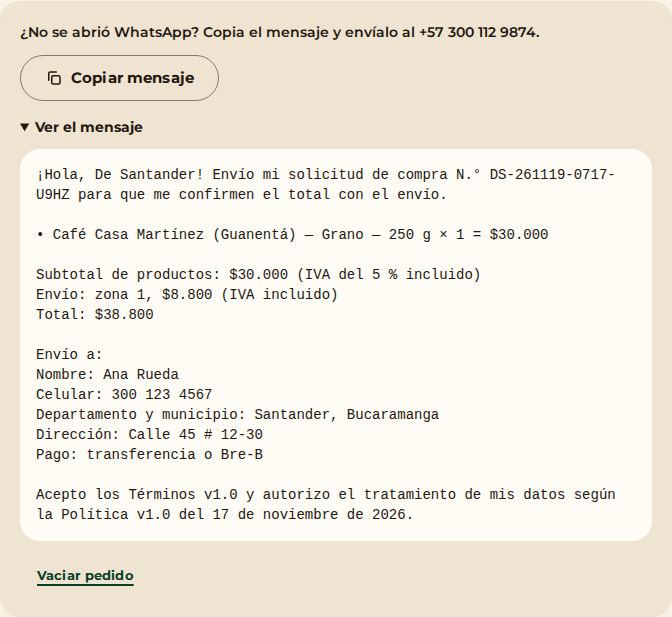 ¿No se abrió WhatsApp? Copia el mensaje y envíalo al +57 300 112 9874.
Copiar mensaje
▼ Ver el mensaje
¡Hola, De Santander! Envío mi solicitud de compra N.° DS-261119-0717-
U9HZ para que me confirmen el total con el envío.
• Café Casa Martínez (Guanentá) — Grano — 250 g × 1 = $30.000
Subtotal de productos: $30.000 (IVA del 5 % incluido)
Envío: zona 1, $8.800 (IVA incluido)
Total: $38.800
Envío a:
Nombre: Ana Rueda
Celular: 300 123 4567
Departamento y municipio: Santander, Bucaramanga
Dirección: Calle 45 # 12-30
Pago: transferencia o Bre-B
Acepto los Términos v1.0 y autorizo el tratamiento de mis datos según
la Política v1.0 del 17 de noviembre de 2026.
Vaciar pedido